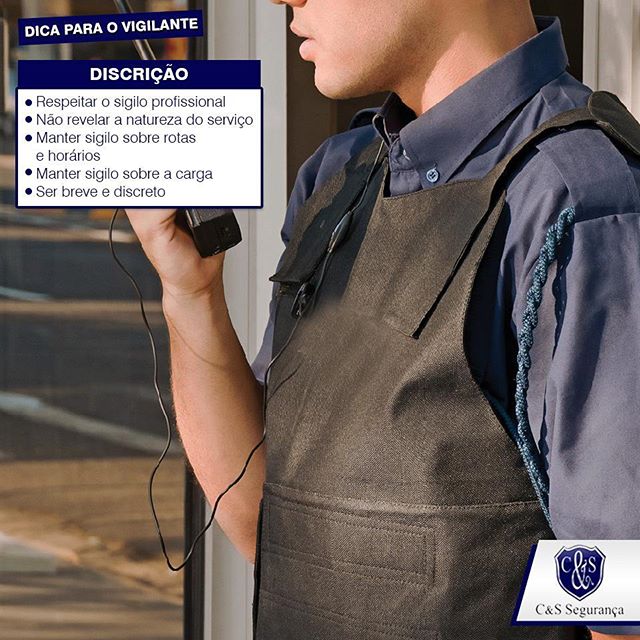 DICA PARA O VIGILANTE
DISCRIÇÃO
• Respeitar o sigilo profissional
• Não revelar a natureza do serviço
• Manter sigilo sobre rotas
e horários
• Manter sigilo sobre a carga
• Ser breve e discreto
C&S
C&S Segurança